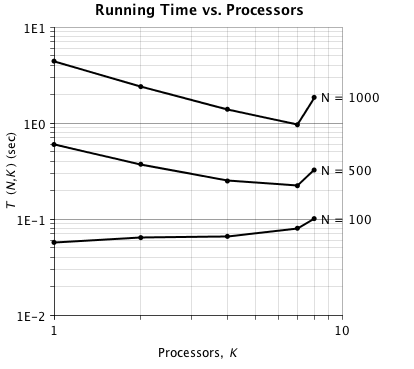 Running Time vs. Processors
1E1
1E0
1E−1
1E−2
T (N,K) (sec)
N = 1000
N = 500
N = 100
1
10
Processors, K